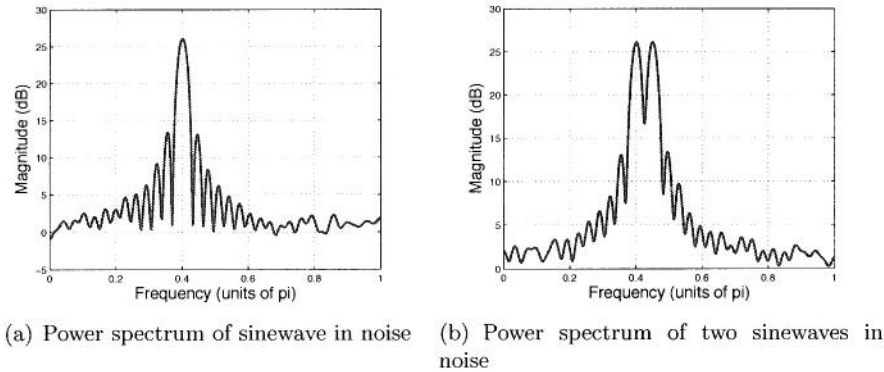 30
25
20
15
10
5
0
-5
Magnitude (dB)
0 0.2 0.4 0.6 0.8 1
Frequency (units of pi)
(a) Power spectrum of sinewave in noise
30
25
20
15
10
5
0
Magnitude (dB)
0 0.2 0.4 0.6 0.8 1
Frequency (units of pi)
(b) Power spectrum of two sinewaves in
noise